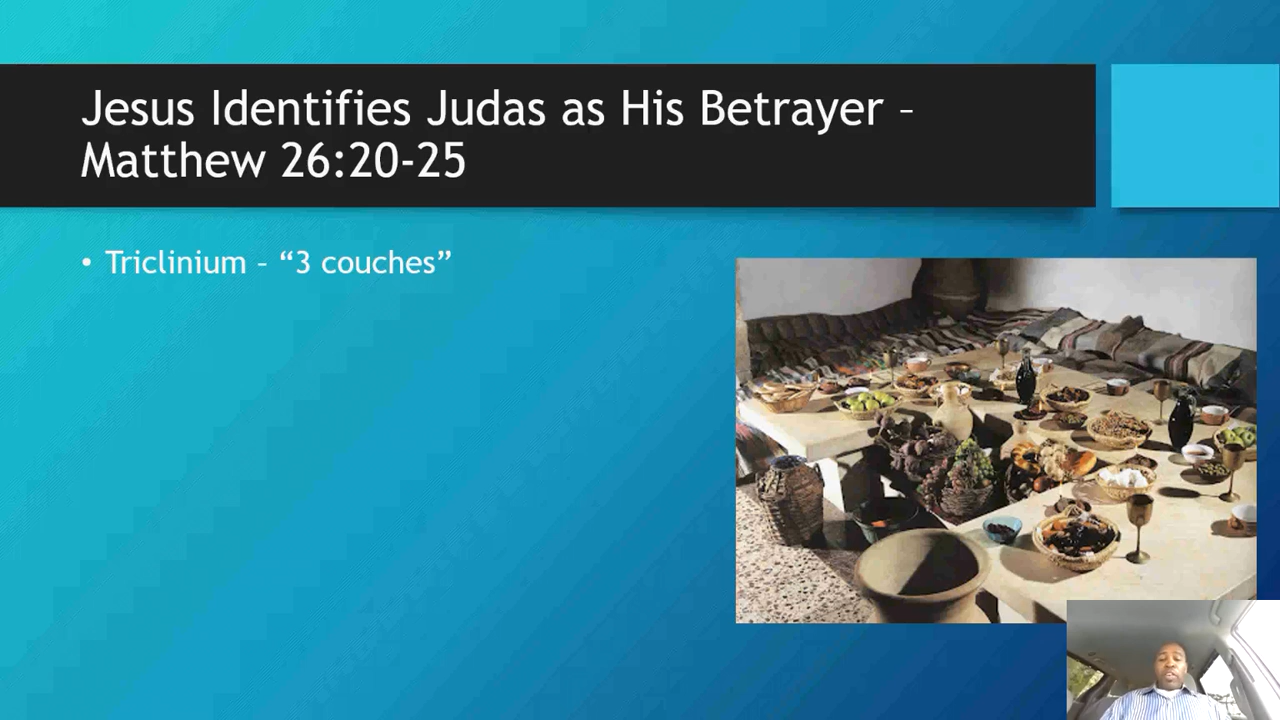 Jesus Identifies Judas as His Betrayer –
Matthew 26:20-25
• Triclinium – “3 couches”